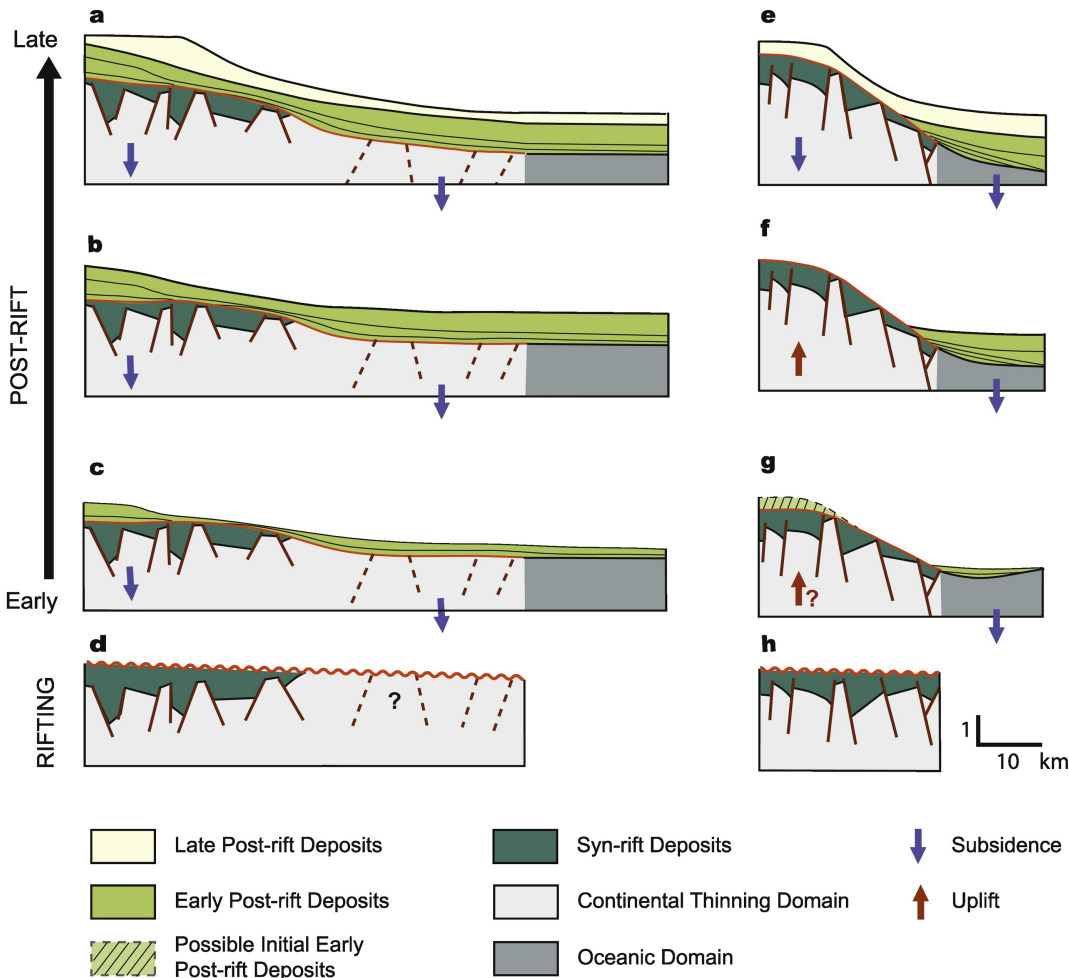 a
e
Late
b
f
POST-RIFT
c
g
?
Early
d
h
?
RIFTING
1
10 km
Late Post-rift Deposits
Syn-rift Deposits
Subsidence
Early Post-rift Deposits
Continental Thinning Domain
Uplift
Possible Initial Early
Post-rift Deposits
Oceanic Domain